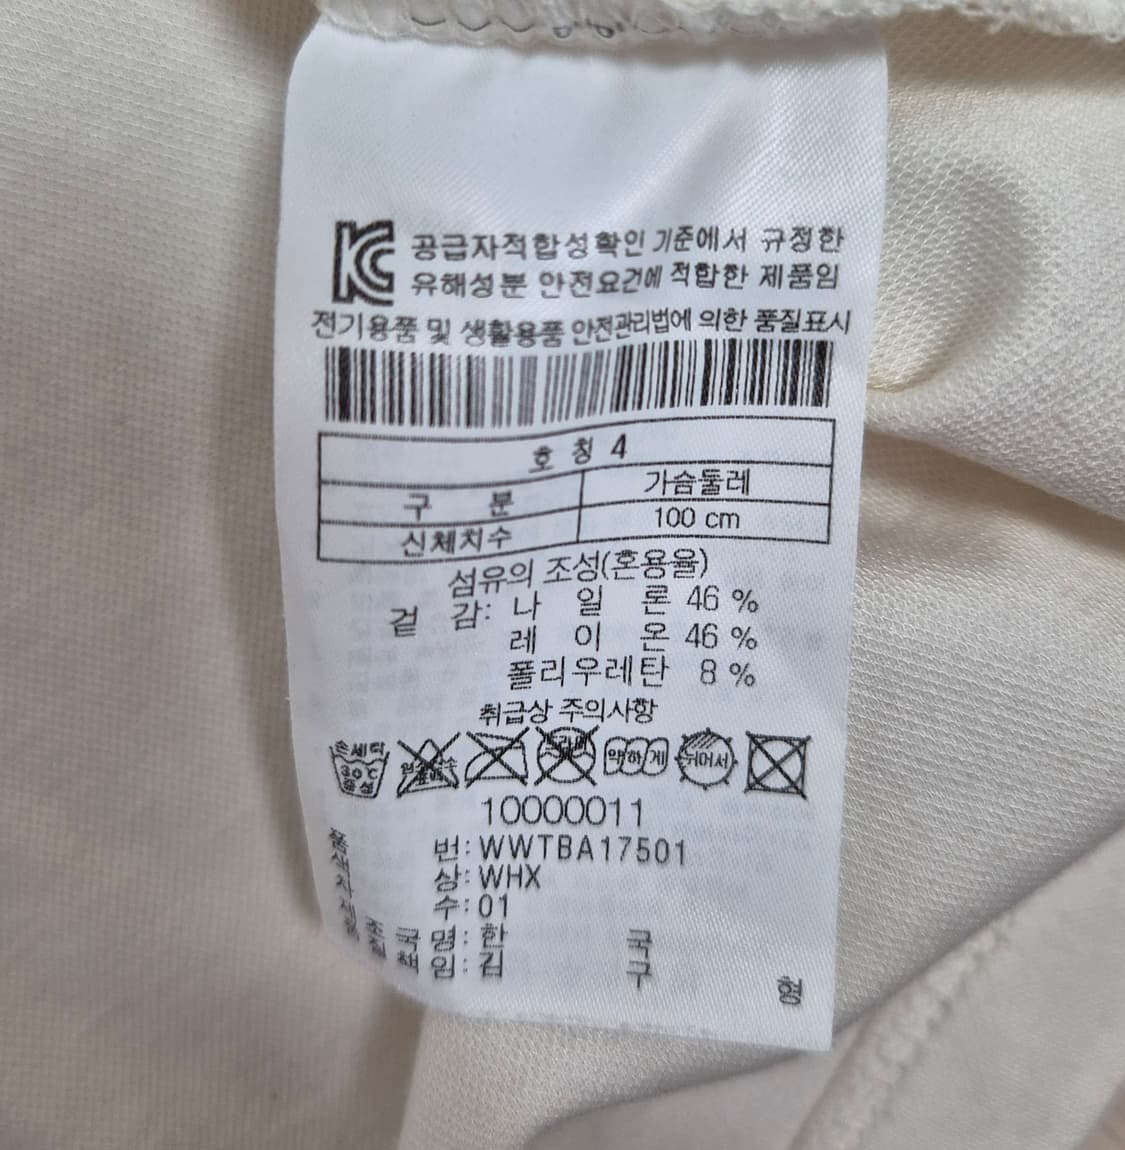 KC 공급자적합성확인 기준에서 규정한
유해성분 안전요건에 적합한 제품임
전기용품 및 생활용품 안전관리법에 의한 품질표시
호 칭 4
구 분 가슴둘레
신체치수 100 cm
섬유의 조성(혼용율)
겉 감: 나 일 론 46 %
레 이 온 46 %
폴리우레탄 8 %
취급상 주의사항
손세탁 30℃ 중성 약하게 뉘어서
10000011
품 번: WWTBA17501
색 상: WHX
치 수: 01
제 조 국 명: 한 국
품 질 책 임: 김 구 형